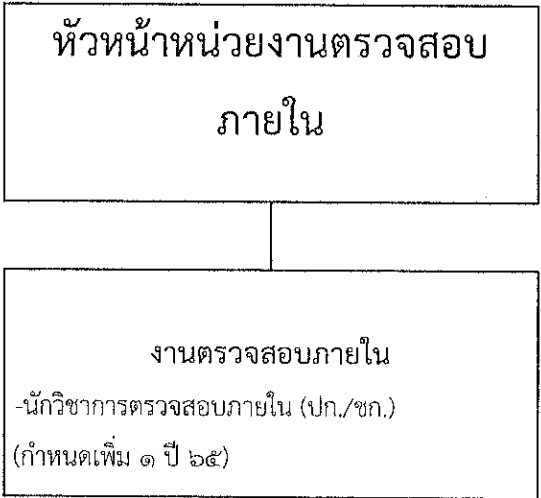 หัวหน้าหน่วยงานตรวจสอบ
ภายใน
งานตรวจสอบภายใน
-นักวิชาการตรวจสอบภายใน (ปก./ชก.)
(กำหนดเพิ่ม ๑ ปี ๖๕)